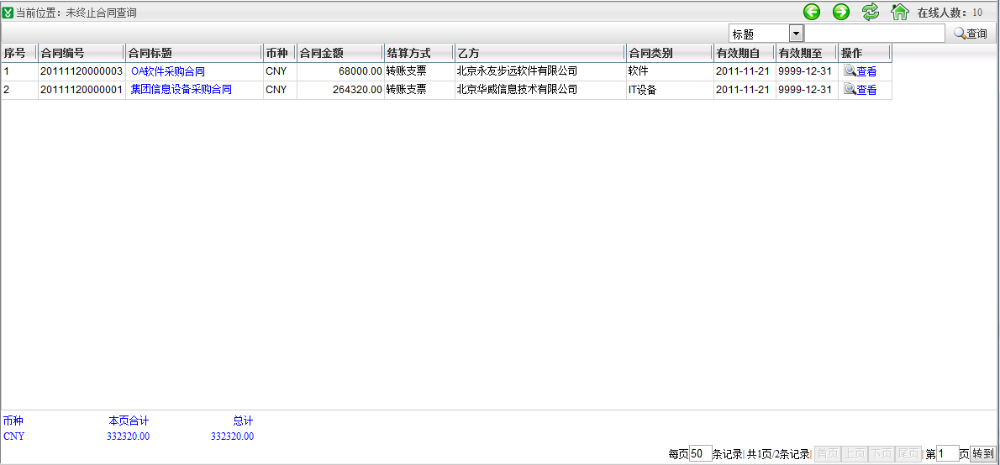 当前位置：未终止合同查询 在线人数：10
标题 查询
序号 合同编号 合同标题 币种 合同金额 结算方式 乙方 合同类别 有效期自 有效期至 操作
1 20111120000003 OA软件采购合同 CNY 68000.00 转账支票 北京永友步远软件有限公司 软件 2011-11-21 9999-12-31 查看
2 20111120000001 集团信息设备采购合同 CNY 264320.00 转账支票 北京华威信息技术有限公司 IT设备 2011-11-21 9999-12-31 查看
币种 本页合计 总计
CNY 332320.00 332320.00
每页50条记录| 共1页/2条记录| 首页 上页 下页 尾页 | 第1页 转到